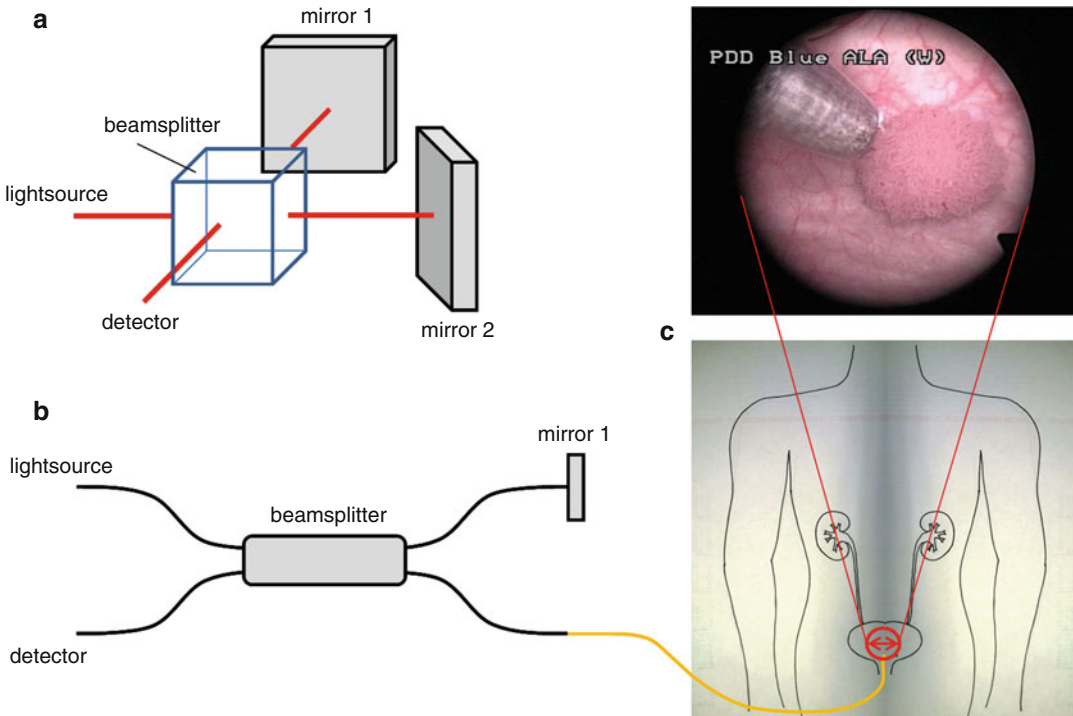 a
mirror 1
beamsplitter
lightsource
detector
mirror 2
PDD Blue ALA (W)
c
b
lightsource
mirror 1
beamsplitter
detector